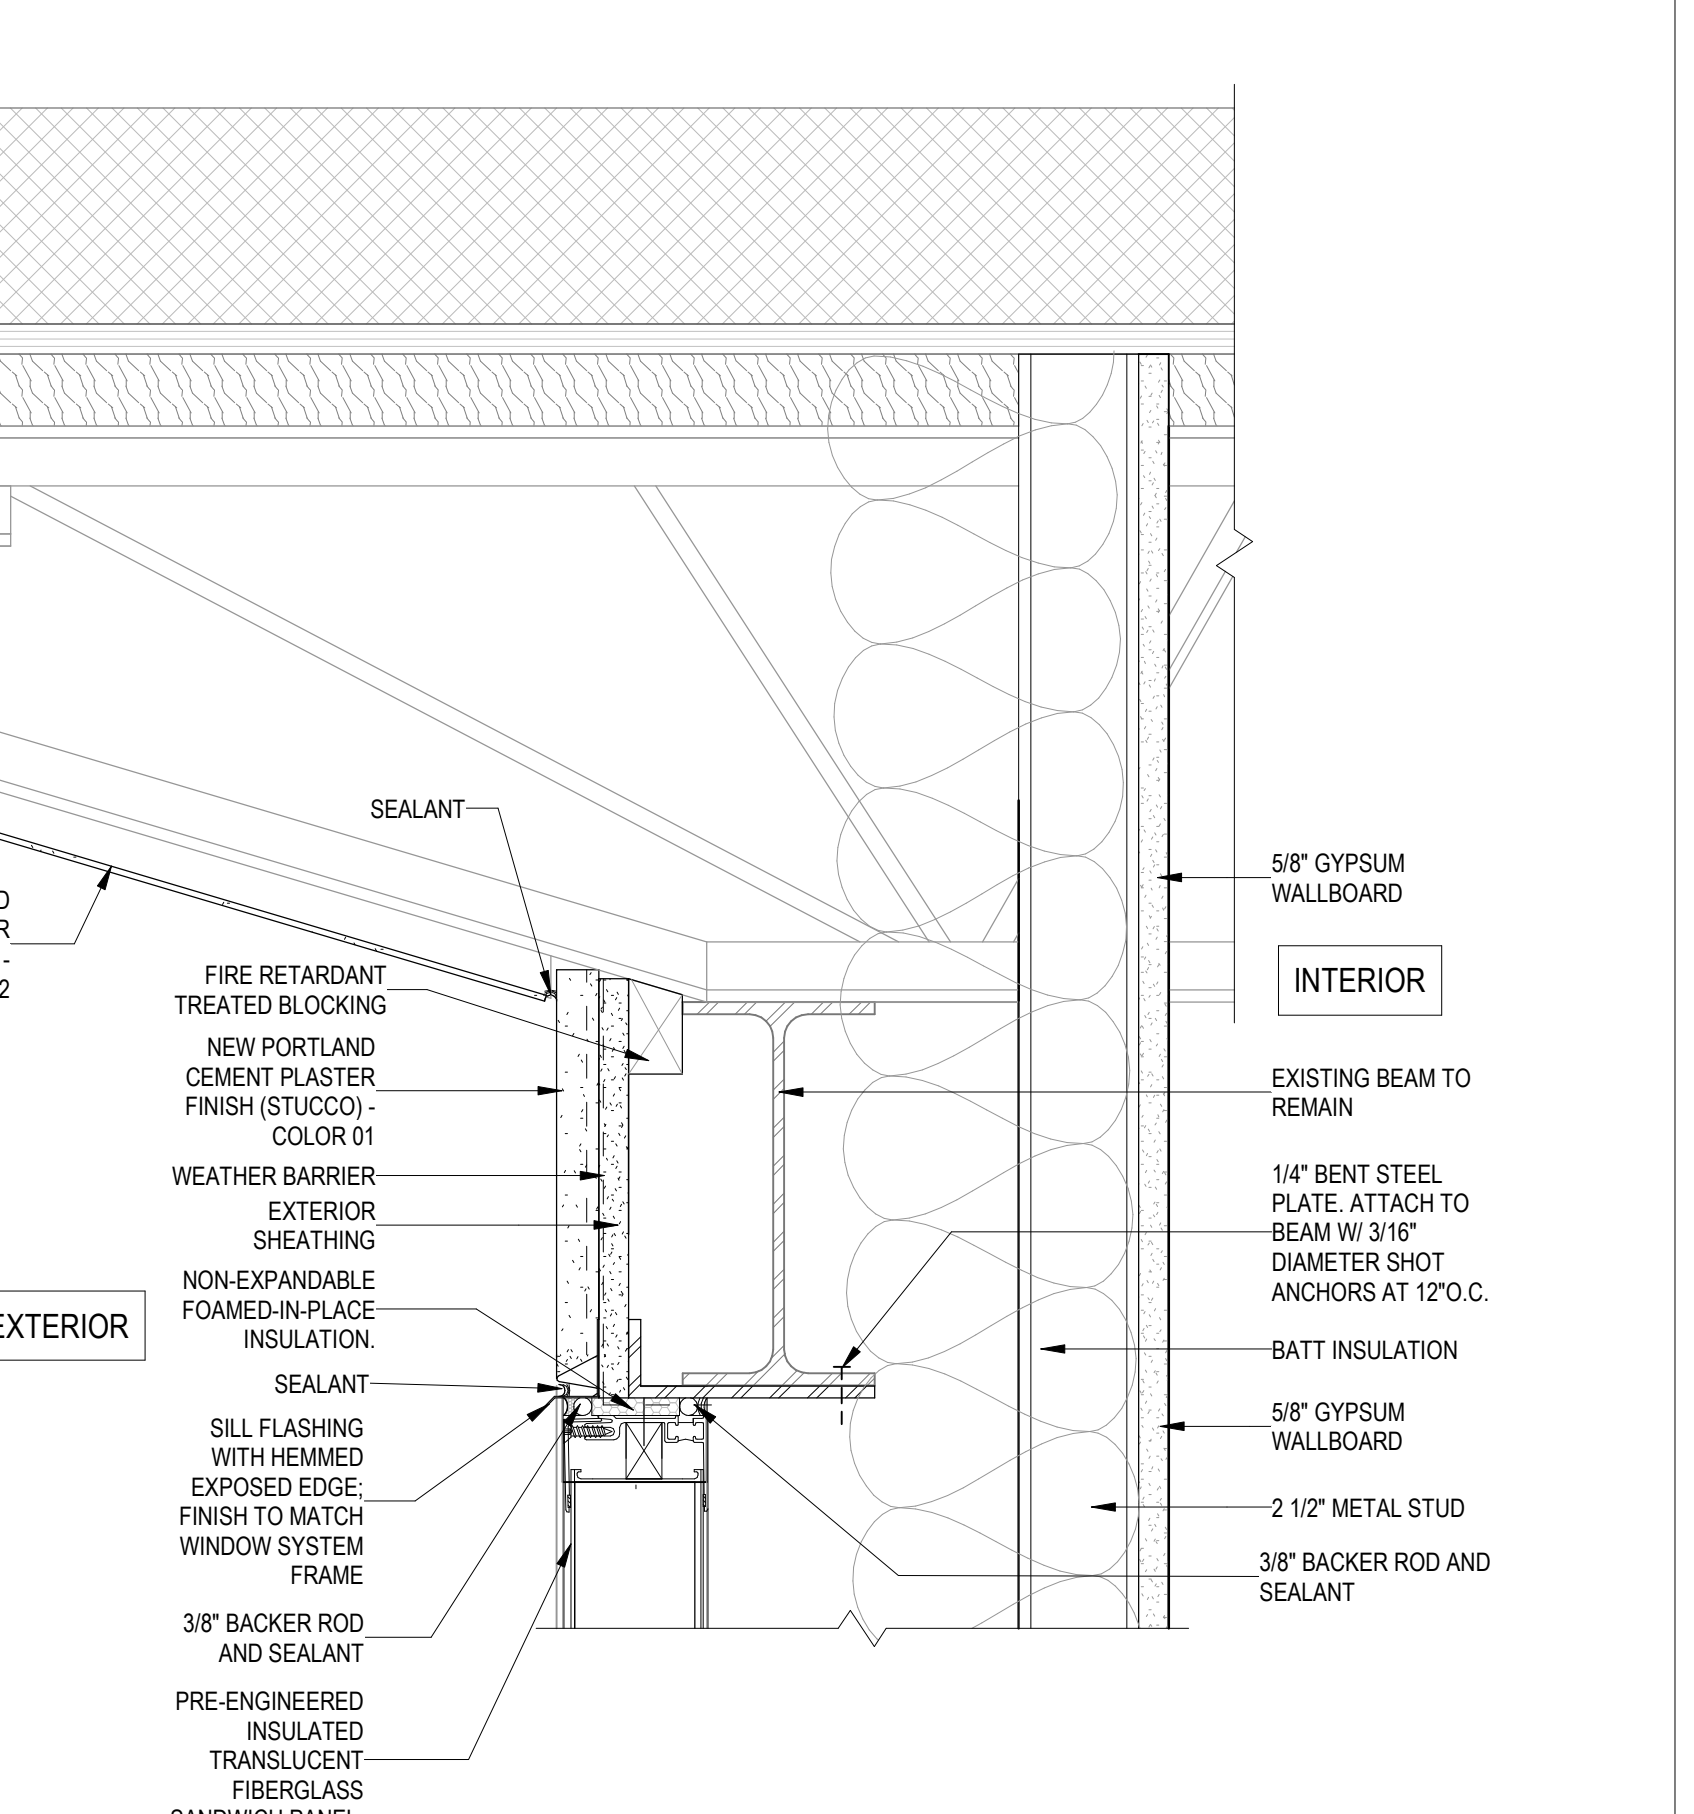 SEALANT
D
R
-
2
FIRE RETARDANT
TREATED BLOCKING
NEW PORTLAND
CEMENT PLASTER
FINISH (STUCCO) -
COLOR 01
WEATHER BARRIER
EXTERIOR
SHEATHING
NON-EXPANDABLE
FOAMED-IN-PLACE
INSULATION.
EXTERIOR
SEALANT
SILL FLASHING
WITH HEMMED
EXPOSED EDGE;
FINISH TO MATCH
WINDOW SYSTEM
FRAME
3/8" BACKER ROD
AND SEALANT
PRE-ENGINEERED
INSULATED
TRANSLUCENT
FIBERGLASS
SANDWICH PANEL
5/8" GYPSUM
WALLBOARD
INTERIOR
EXISTING BEAM TO
REMAIN
1/4" BENT STEEL
PLATE. ATTACH TO
BEAM W/ 3/16"
DIAMETER SHOT
ANCHORS AT 12"O.C.
BATT INSULATION
5/8" GYPSUM
WALLBOARD
2 1/2" METAL STUD
3/8" BACKER ROD AND
SEALANT